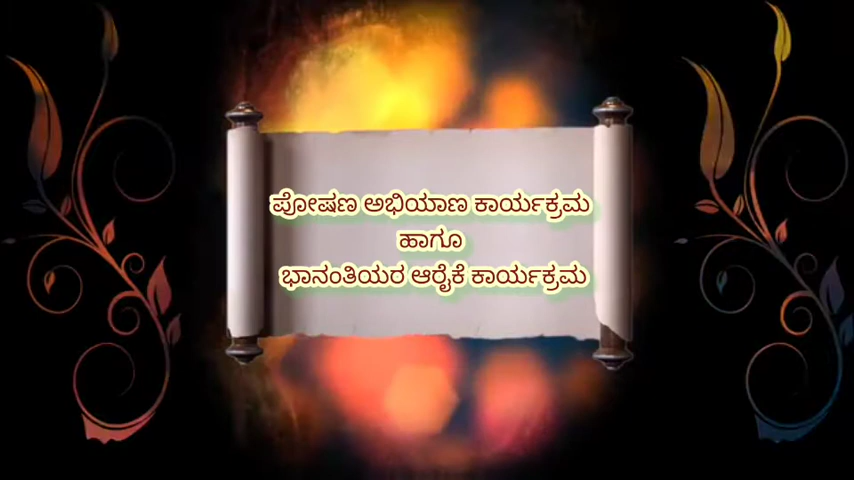 ಪೋಷಣ ಅಭಿಯಾಣ ಕಾರ್ಯಕ್ರಮ
ಹಾಗೂ
ಭಾನಂತಿಯರ ಆರೈಕೆ ಕಾರ್ಯಕ್ರಮ